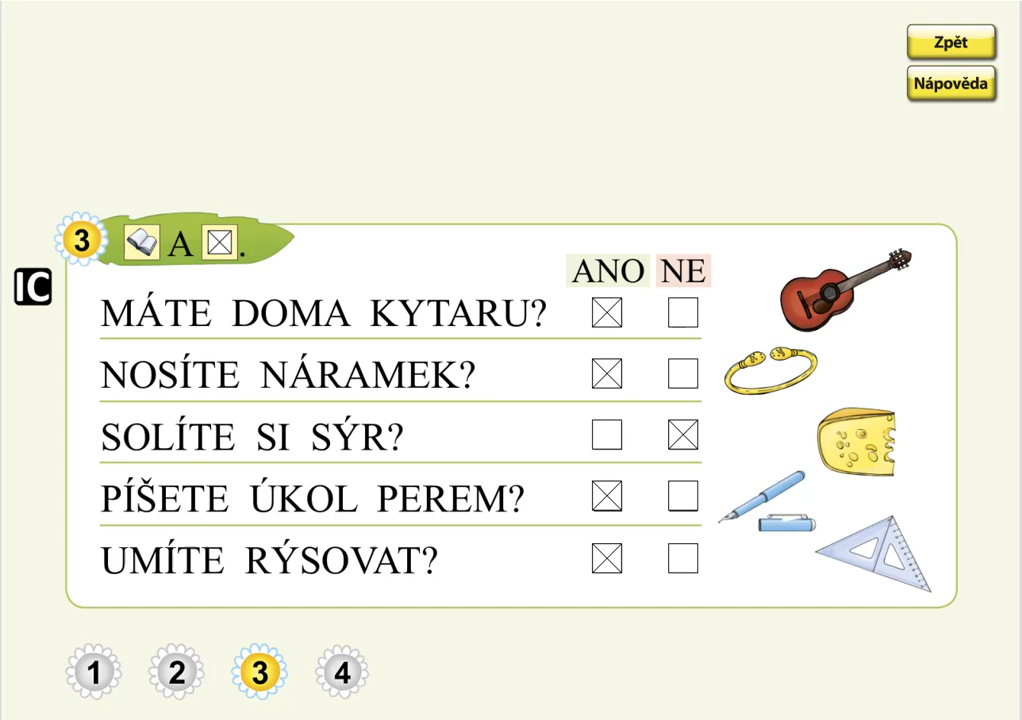 Zpět
Nápověda
3 A .
IC
ANO NE
MÁTE DOMA KYTARU?
NOSÍTE NÁRAMEK?
SOLÍTE SI SÝR?
PÍŠETE ÚKOL PEREM?
UMÍTE RÝSOVAT?
1 2 3 4